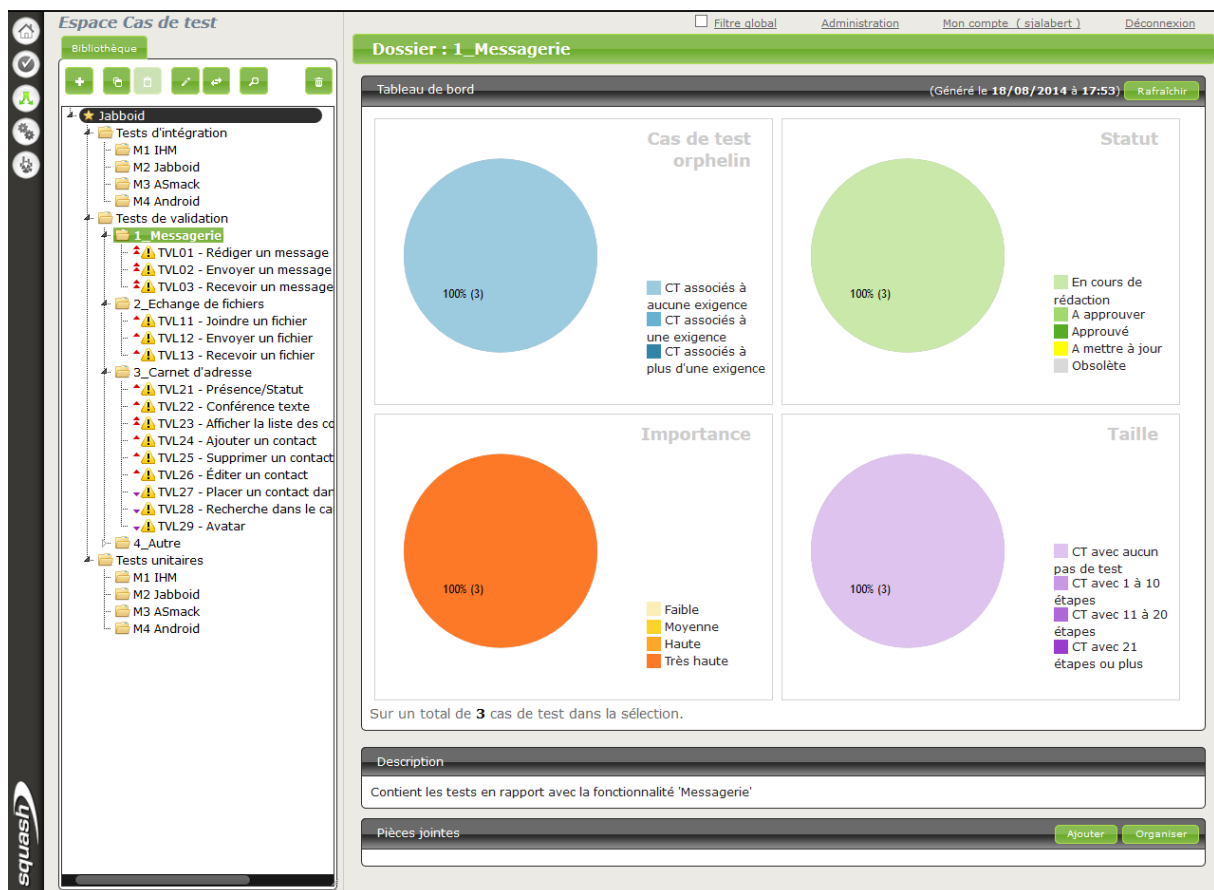 Espace Cas de test
Filtre global Administration Mon compte ( sjalabert ) Déconnexion
Bibliothèque
Jabboid
Tests d'intégration
M1 IHM
M2 Jabboid
M3 ASmack
M4 Android
Tests de validation
1_Messagerie
TVL01 - Rédiger un message
TVL02 - Envoyer un message
TVL03 - Recevoir un message
2_Echange de fichiers
TVL11 - Joindre un fichier
TVL12 - Envoyer un fichier
TVL13 - Recevoir un fichier
3_Carnet d'adresse
TVL21 - Présence/Statut
TVL22 - Conférence texte
TVL23 - Afficher la liste des co
TVL24 - Ajouter un contact
TVL25 - Supprimer un contact
TVL26 - Éditer un contact
TVL27 - Placer un contact dan
TVL28 - Recherche dans le ca
TVL29 - Avatar
4_Autre
Tests unitaires
M1 IHM
M2 Jabboid
M3 ASmack
M4 Android
squash
Dossier : 1_Messagerie
Tableau de bord (Généré le 18/08/2014 à 17:53) Rafraîchir
Cas de test
orphelin
100% (3)
CT associés à
aucune exigence
CT associés à
une exigence
CT associés à
plus d'une exigence
Statut
100% (3)
En cours de
rédaction
A approuver
Approuvé
A mettre à jour
Obsolète
Importance
100% (3)
Faible
Moyenne
Haute
Très haute
Taille
100% (3)
CT avec aucun
pas de test
CT avec 1 à 10
étapes
CT avec 11 à 20
étapes
CT avec 21
étapes ou plus
Sur un total de 3 cas de test dans la sélection.
Description
Contient les tests en rapport avec la fonctionnalité 'Messagerie'
Pièces jointes Ajouter Organiser